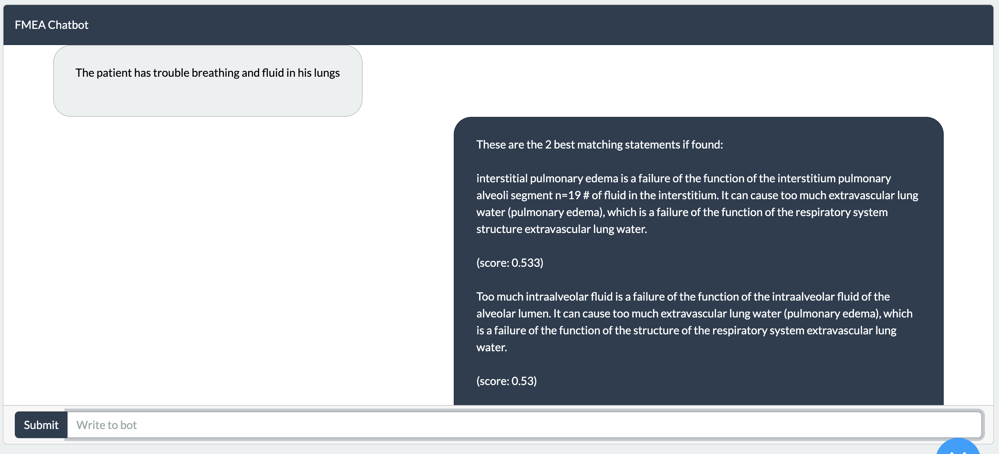 FMEA Chatbot
The patient has trouble breathing and fluid in his lungs
These are the 2 best matching statements if found:
interstitial pulmonary edema is a failure of the function of the interstitium pulmonary
alveoli segment n=19 # of fluid in the interstitium. It can cause too much extravascular lung
water (pulmonary edema), which is a failure of the function of the respiratory system
structure extravascular lung water.
(score: 0.533)
Too much intraalveolar fluid is a failure of the function of the intraalveolar fluid of the
alveolar lumen. It can cause too much extravascular lung water (pulmonary edema), which
is a failure of the function of the structure of the respiratory system extravascular lung
water.
(score: 0.53)
Submit Write to bot